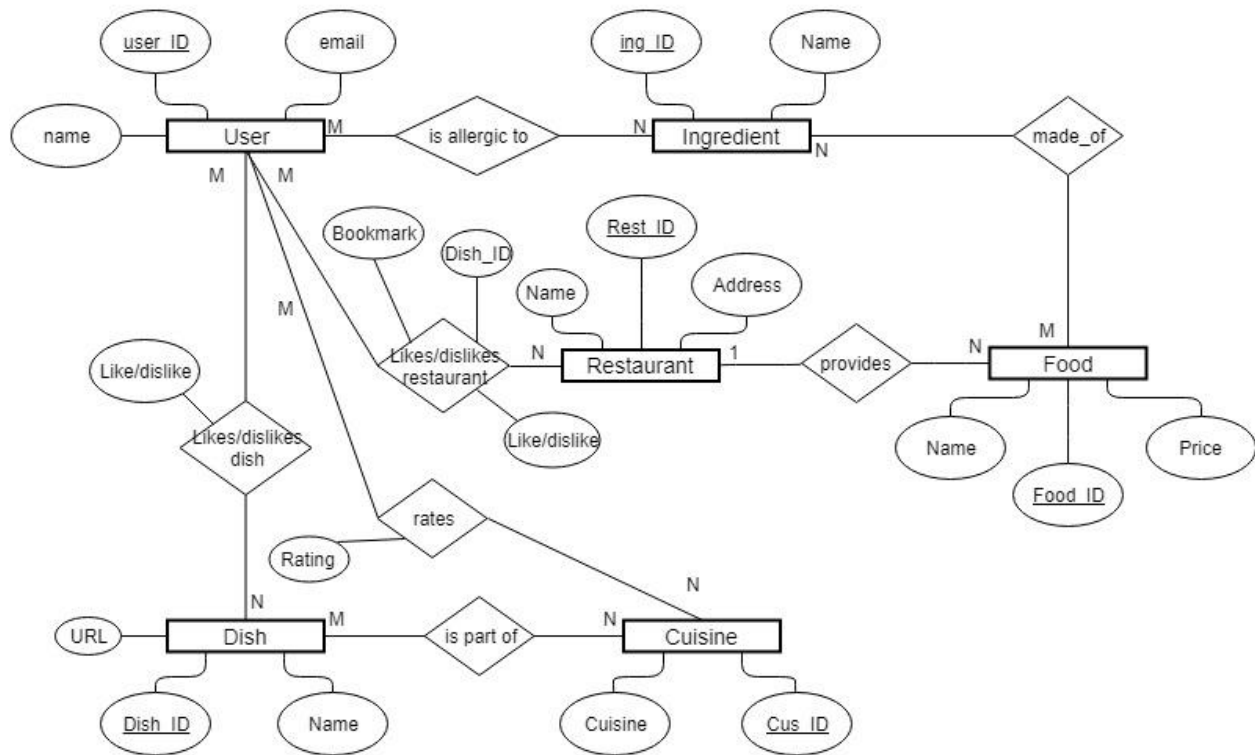 user_ID
email
ing_ID
Name
name
User
M
is allergic to
N
Ingredient
N
made_of
M
M
Bookmark
Dish_ID
Rest_ID
Name
Address
M
Likes/dislikes
restaurant
N
Restaurant
1
provides
N
M
Food
Like/dislike
Likes/dislikes
dish
Like/dislike
Name
Price
Food_ID
rates
Rating
N
N
URL
Dish
M
is part of
N
Cuisine
Dish_ID
Name
Cuisine
Cus_ID